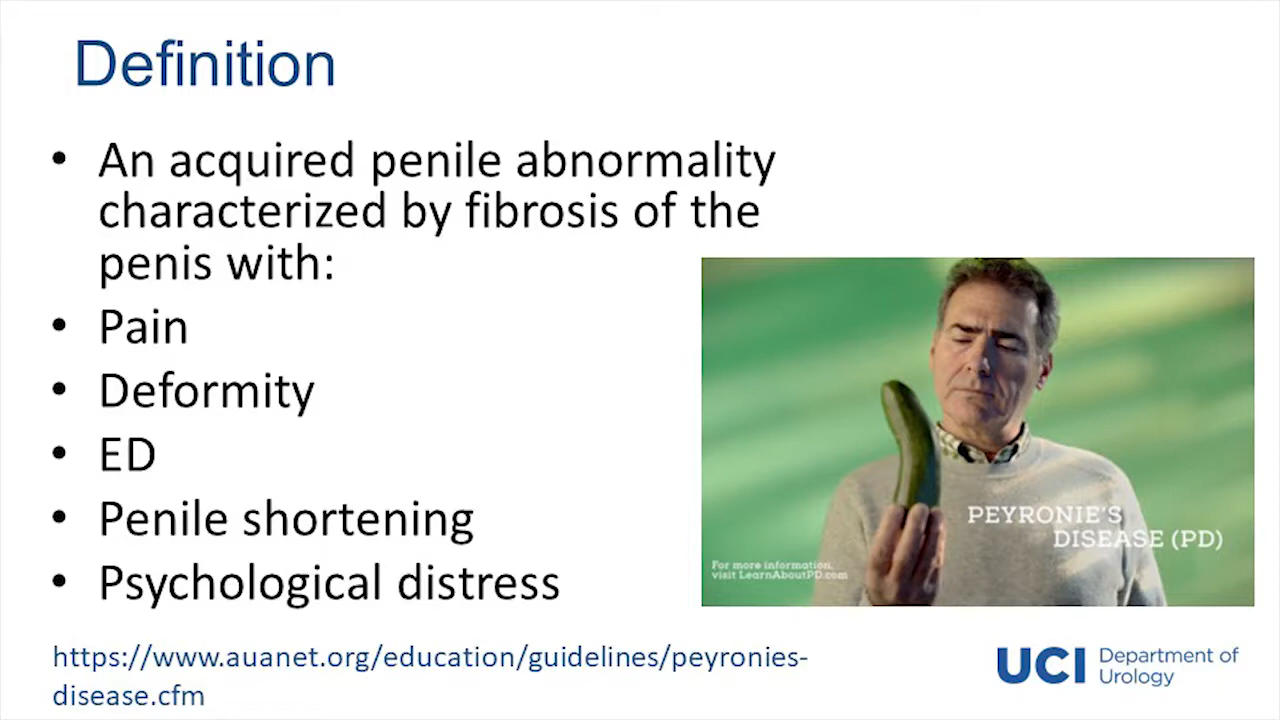 Definition
• An acquired penile abnormality
characterized by fibrosis of the
penis with:
• Pain
• Deformity
• ED
• Penile shortening
• Psychological distress
PEYRONIE'S
DISEASE (PD)
For more information,
visit LearnAboutPD.com
https://www.auanet.org/education/guidelines/peyronies-
disease.cfm
UCI Department of
Urology